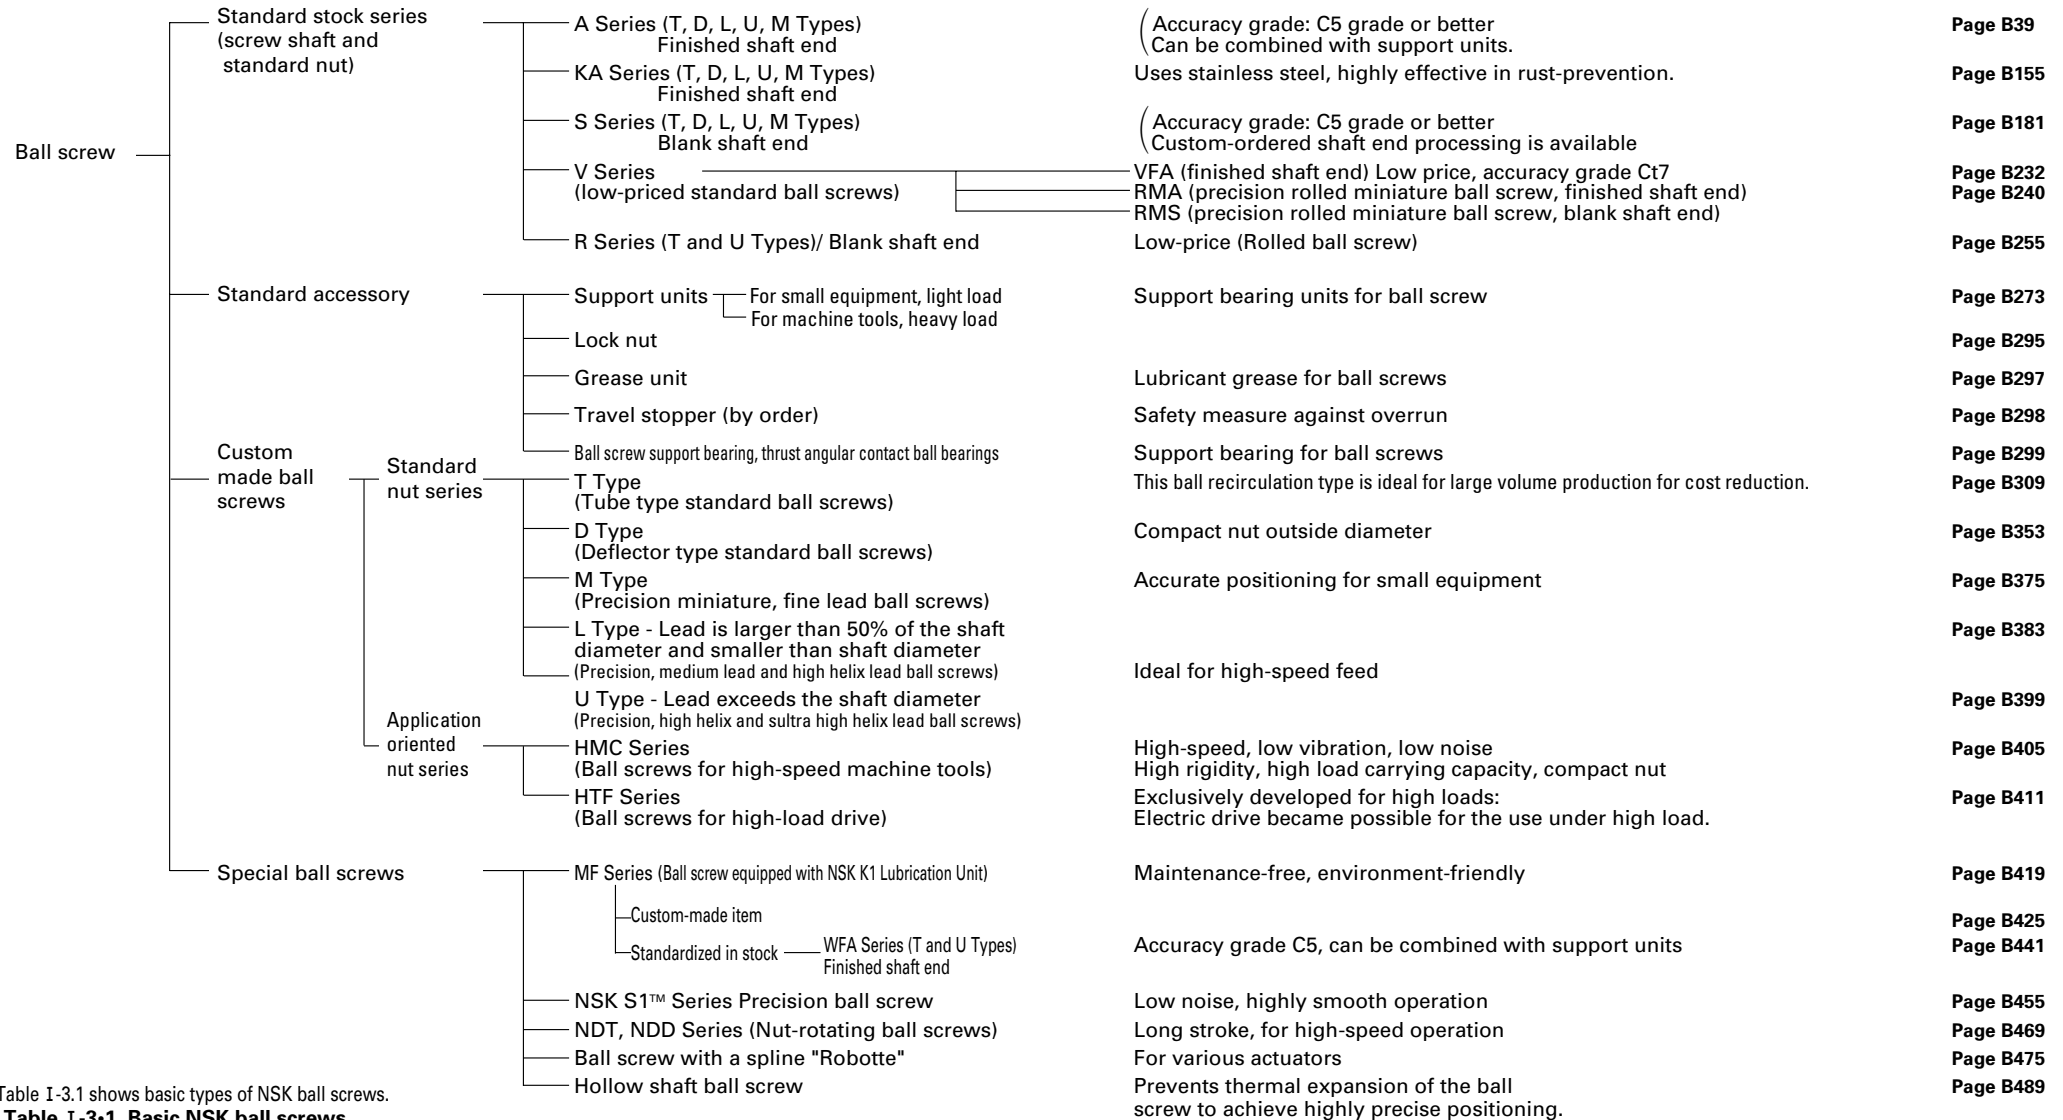 Ball screw
Standard stock series
(screw shaft and
standard nut)
A Series (T, D, L, U, M Types)
Finished shaft end
Accuracy grade: C5 grade or better
Can be combined with support units.
Page B39
KA Series (T, D, L, U, M Types)
Finished shaft end
Uses stainless steel, highly effective in rust-prevention.
Page B155
S Series (T, D, L, U, M Types)
Blank shaft end
Accuracy grade: C5 grade or better
Custom-ordered shaft end processing is available
Page B181
V Series
(low-priced standard ball screws)
VFA (finished shaft end) Low price, accuracy grade Ct7
Page B232
RMA (precision rolled miniature ball screw, finished shaft end)
Page B240
RMS (precision rolled miniature ball screw, blank shaft end)
R Series (T and U Types)/ Blank shaft end
Low-price (Rolled ball screw)
Page B255
Standard accessory
Support units
For small equipment, light load
For machine tools, heavy load
Support bearing units for ball screw
Page B273
Lock nut
Page B295
Grease unit
Lubricant grease for ball screws
Page B297
Travel stopper (by order)
Safety measure against overrun
Page B298
Ball screw support bearing, thrust angular contact ball bearings
Support bearing for ball screws
Page B299
Custom
made ball
screws
Standard
nut series
T Type
(Tube type standard ball screws)
This ball recirculation type is ideal for large volume production for cost reduction.
Page B309
D Type
(Deflector type standard ball screws)
Compact nut outside diameter
Page B353
M Type
(Precision miniature, fine lead ball screws)
Accurate positioning for small equipment
Page B375
L Type - Lead is larger than 50% of the shaft
diameter and smaller than shaft diameter
(Precision, medium lead and high helix lead ball screws)
Page B383
Ideal for high-speed feed
U Type - Lead exceeds the shaft diameter
(Precision, high helix and sultra high helix lead ball screws)
Page B399
Application
oriented
nut series
HMC Series
(Ball screws for high-speed machine tools)
High-speed, low vibration, low noise
High rigidity, high load carrying capacity, compact nut
Page B405
HTF Series
(Ball screws for high-load drive)
Exclusively developed for high loads:
Electric drive became possible for the use under high load.
Page B411
Special ball screws
MF Series (Ball screw equipped with NSK K1 Lubrication Unit)
Maintenance-free, environment-friendly
Page B419
Custom-made item
Page B425
Standardized in stock
WFA Series (T and U Types)
Finished shaft end
Accuracy grade C5, can be combined with support units
Page B441
NSK S1™ Series Precision ball screw
Low noise, highly smooth operation
Page B455
NDT, NDD Series (Nut-rotating ball screws)
Long stroke, for high-speed operation
Page B469
Ball screw with a spline "Robotte"
For various actuators
Page B475
Hollow shaft ball screw
Prevents thermal expansion of the ball
screw to achieve highly precise positioning.
Page B489
Table I-3.1 shows basic types of NSK ball screws.
Table I-3•1 Basic NSK ball screws